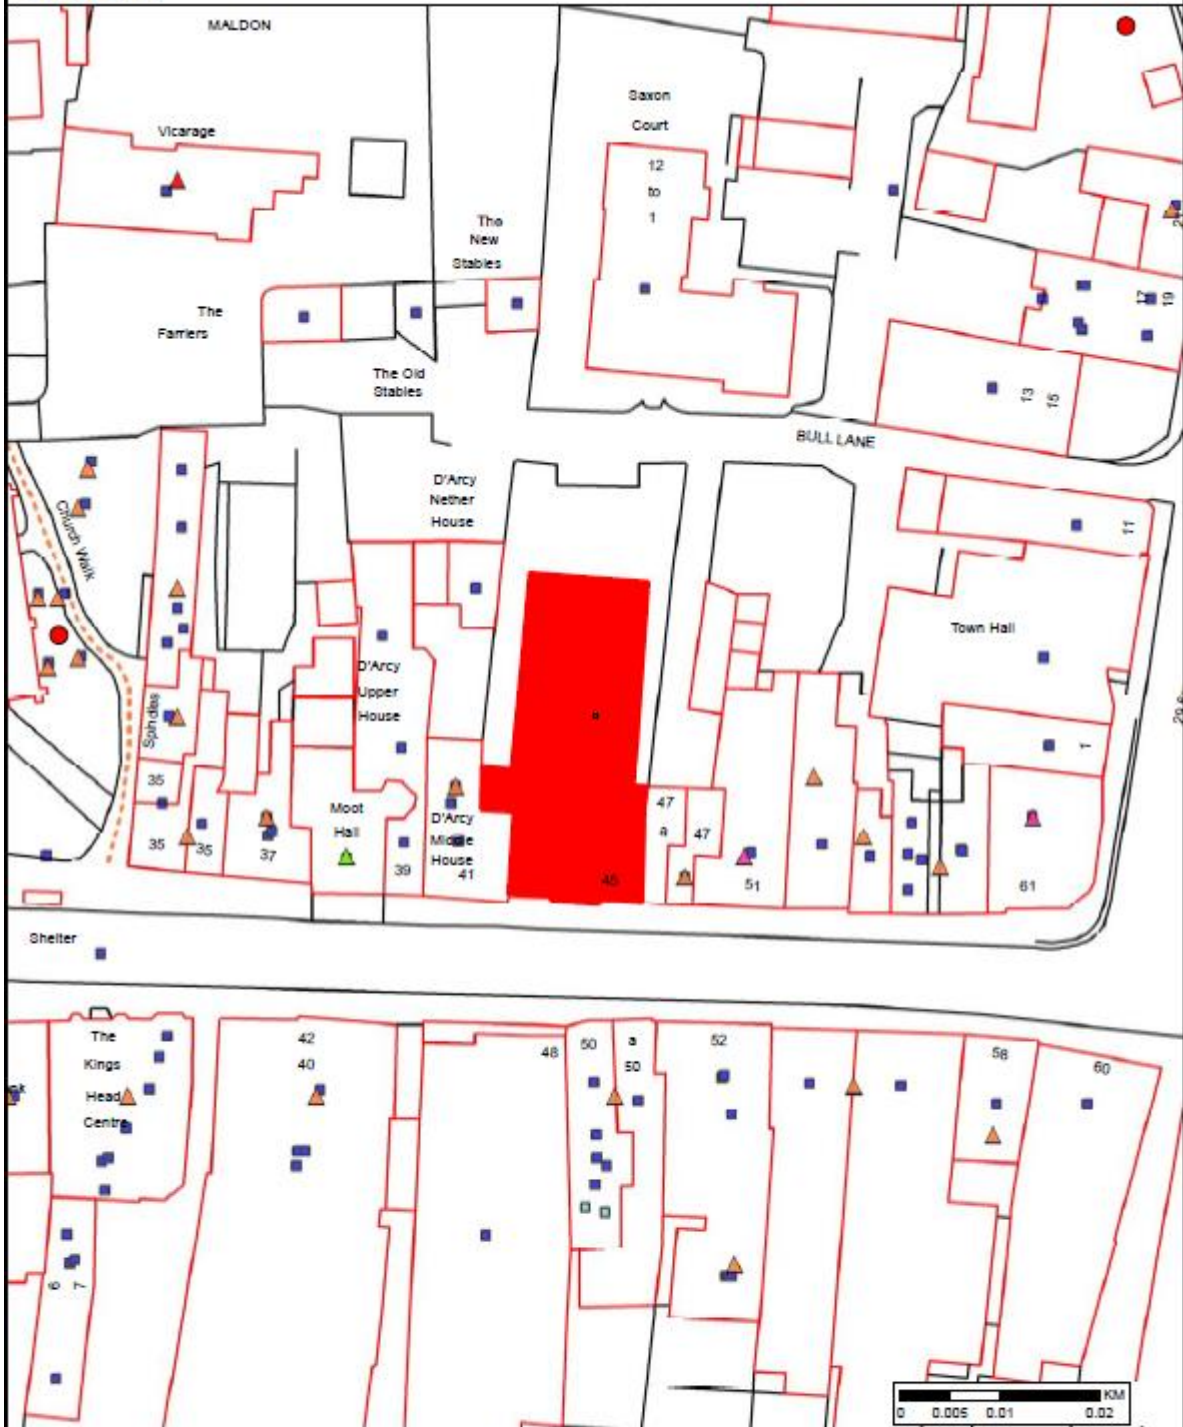 MALDON
Saxon
Court
12
to
1
Vicarage
The
New
Stables
The
Farriers
17
19
The Old
Stables
13
15
BULL LANE
D'Arcy
Nether
House
Church Walk
11
Town Hall
D'Arcy
Upper
House
Spindles
1
35
Moot
Hall
47
a
47
D'Arcy
Middle
House
35
35
37
39
41
51
61
Shelter
The
Kings
Head
Centre
42
40
48
50
a
50
52
58
60
6
7
KM
0
0.005
0.01
0.02